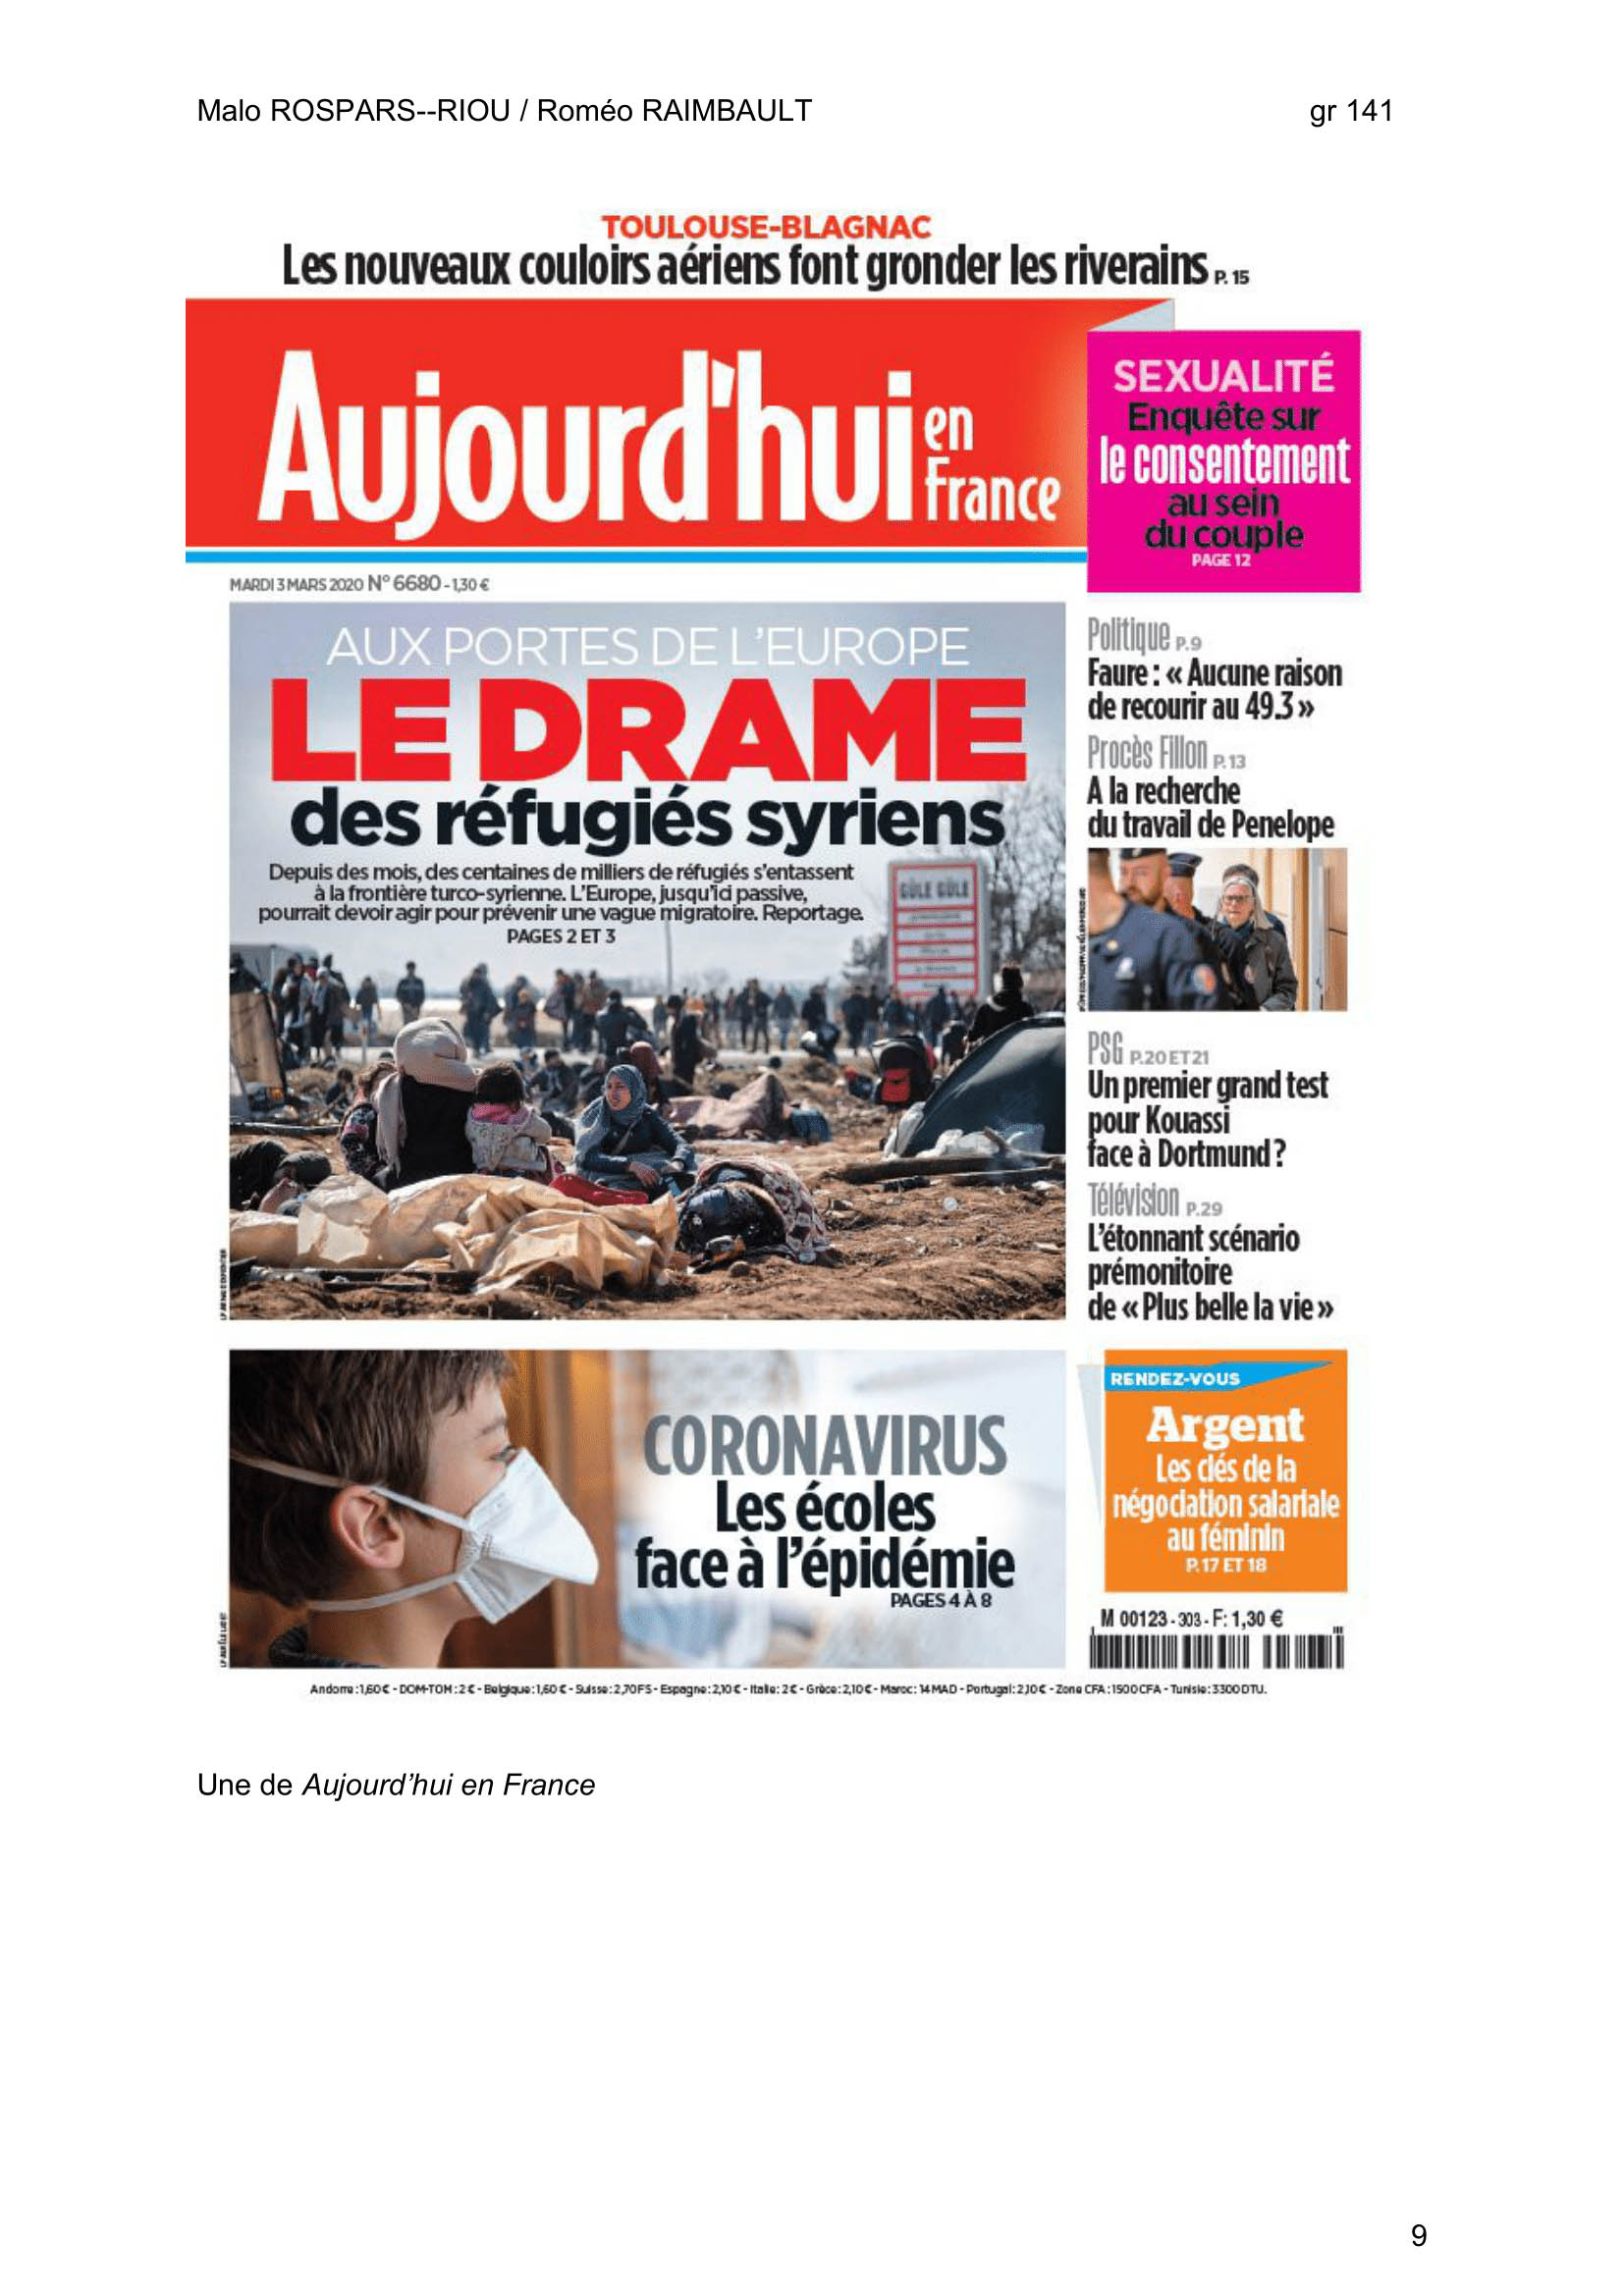 Malo ROSPARS--RIOU / Roméo RAIMBAULT gr 141
TOULOUSE-BLAGNAC
Les nouveaux couloirs aériens font gronder les riverains P. 15
Aujourd'hui en France
SEXUALITÉ
Enquête sur
le consentement
au sein
du couple
PAGE 12
MARDI 3 MARS 2020 N° 6680 - 1,30 €
AUX PORTES DE L'EUROPE
LE DRAME
des réfugiés syriens
Depuis des mois, des centaines de milliers de réfugiés s'entassent
à la frontière turco-syrienne. L'Europe, jusqu'ici passive,
pourrait devoir agir pour prévenir une vague migratoire. Reportage.
PAGES 2 ET 3
GÜLE GÜLE
Politique P.9
Faure : « Aucune raison
de recourir au 49.3 »
Procès Fillon P.13
A la recherche
du travail de Penelope
PSG P.20 ET 21
Un premier grand test
pour Kouassi
face à Dortmund ?
Télévision P.29
L'étonnant scénario
prémonitoire
de « Plus belle la vie »
CORONAVIRUS
Les écoles
face à l'épidémie
PAGES 4 À 8
RENDEZ-VOUS
Argent
Les clés de la
négociation salariale
au féminin
P.17 ET 18
M 00123 - 303 - F: 1,30 €
Andorre : 1,60 € - DOM-TOM : 2 € - Belgique : 1,60 € - Suisse : 2,70 FS - Espagne : 2,10 € - Italie : 2 € - Grèce : 2,10 € - Maroc : 14 MAD - Portugal : 2,10 € - Zone CFA : 1500 CFA - Tunisie : 3300 DTU.
Une de Aujourd'hui en France
9